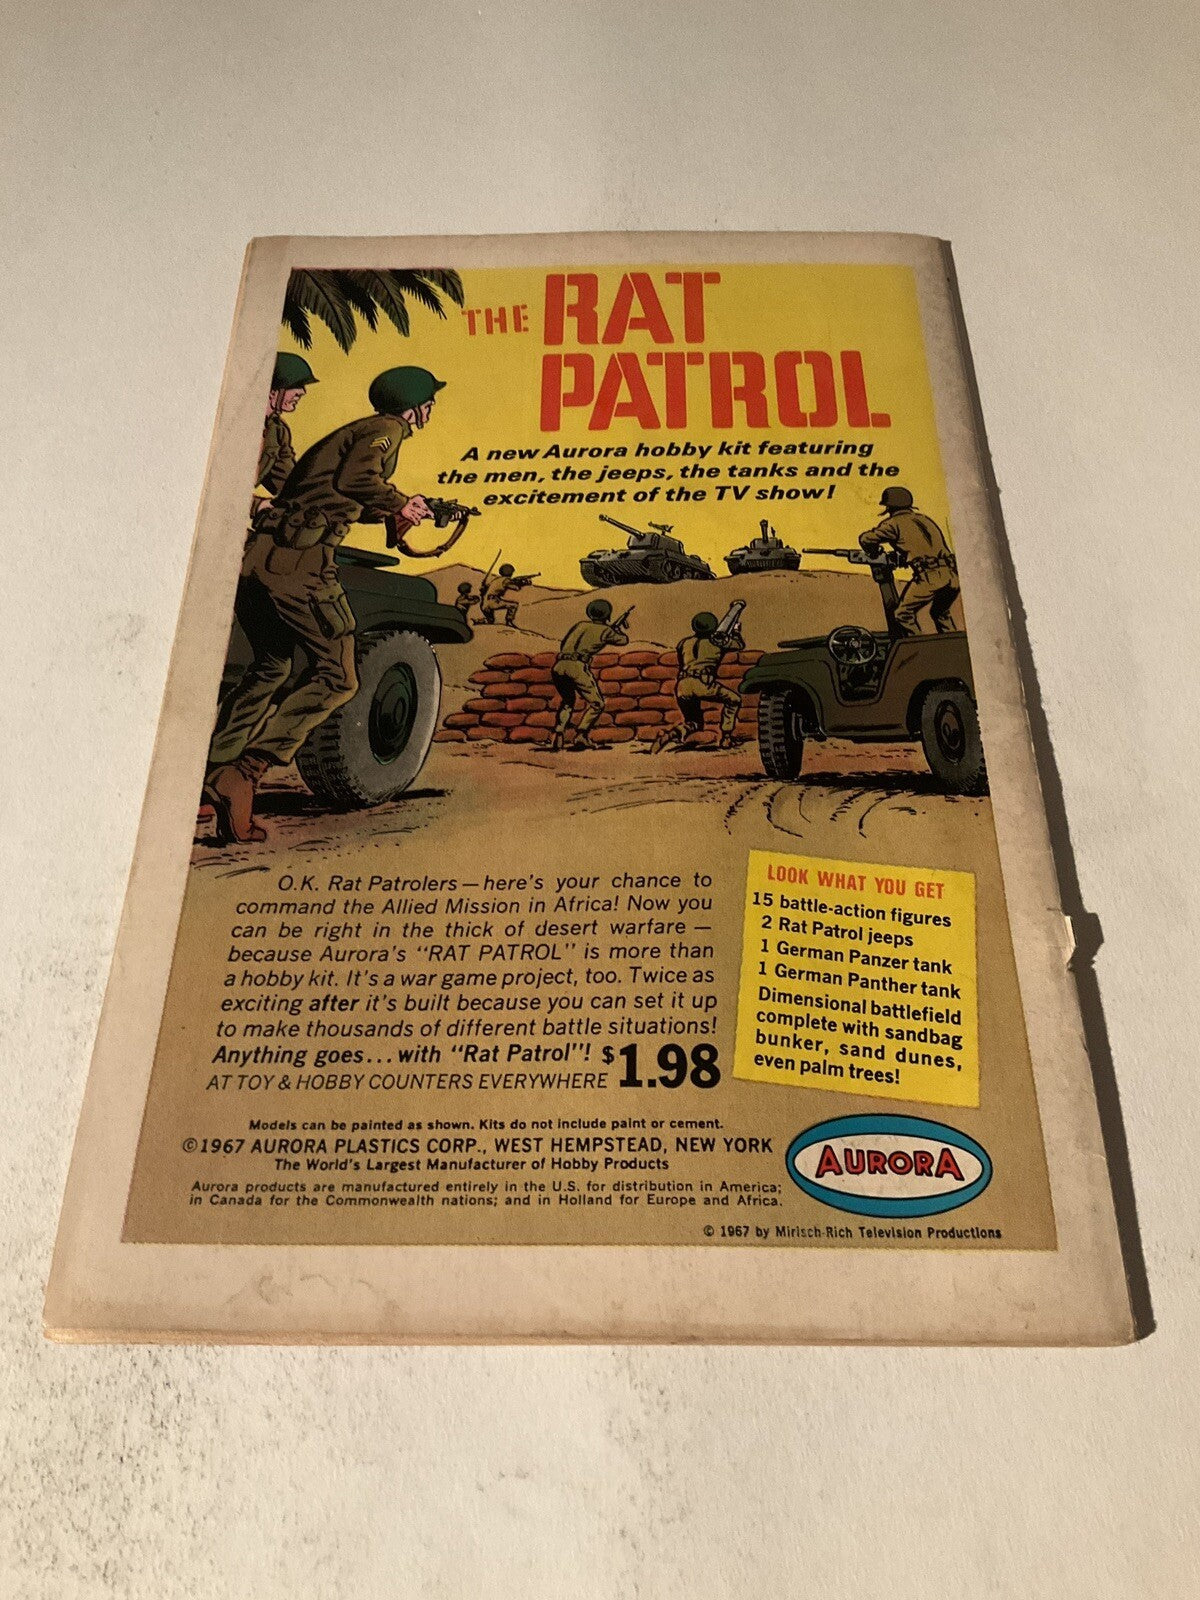 THE RAT
PATROL
A new Aurora hobby kit featuring
the men, the jeeps, the tanks and the
excitement of the TV show!
O.K. Rat Patrolers — here's your chance to
command the Allied Mission in Africa! Now you
can be right in the thick of desert warfare —
because Aurora's "RAT PATROL" is more than
a hobby kit. It's a war game project, too. Twice as
exciting after it's built because you can set it up
to make thousands of different battle situations!
Anything goes... with "Rat Patrol"! $1.98
AT TOY & HOBBY COUNTERS EVERYWHERE
LOOK WHAT YOU GET
15 battle-action figures
2 Rat Patrol jeeps
1 German Panzer tank
1 German Panther tank
Dimensional battlefield
complete with sandbag
bunker, sand dunes,
even palm trees!
Models can be painted as shown. Kits do not include paint or cement.
©1967 AURORA PLASTICS CORP., WEST HEMPSTEAD, NEW YORK
The World's Largest Manufacturer of Hobby Products
Aurora products are manufactured entirely in the U.S. for distribution in America;
in Canada for the Commonwealth nations; and in Holland for Europe and Africa.
AURORA
© 1967 by Mirisch-Rich Television Productions